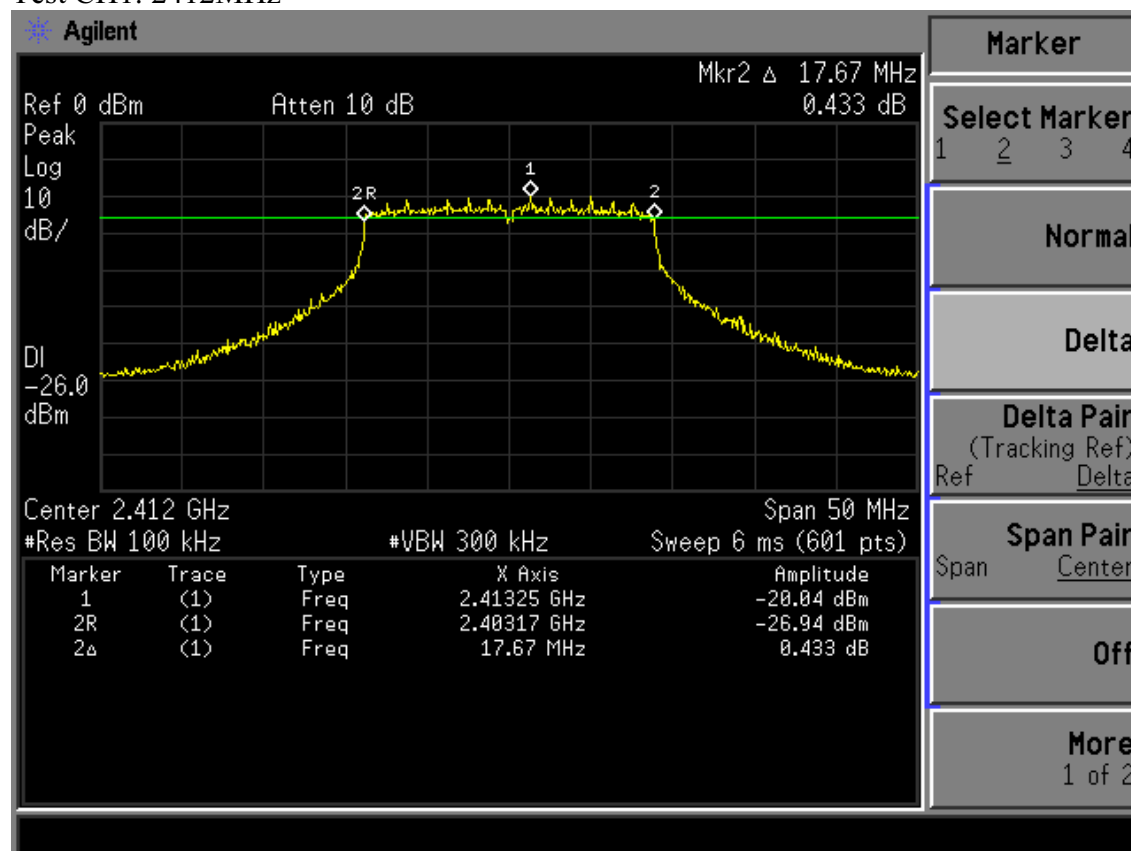 Test CH1: 2412MHz
Agilent
Mkr2 Δ 17.67 MHz
Ref 0 dBm Atten 10 dB 0.433 dB
Peak
Log
10
dB/
1
2R
2
DI
-26.0
dBm
Center 2.412 GHz Span 50 MHz
#Res BW 100 kHz #VBW 300 kHz Sweep 6 ms (601 pts)
Marker Trace Type X Axis Amplitude
1 (1) Freq 2.41325 GHz -20.04 dBm
2R (1) Freq 2.40317 GHz -26.94 dBm
2Δ (1) Freq 17.67 MHz 0.433 dB
Marker
Select Marker
1 2 3 4
Normal
Delta
Delta Pair
(Tracking Ref)
Ref Delta
Span Pair
Span Center
Off
More
1 of 2